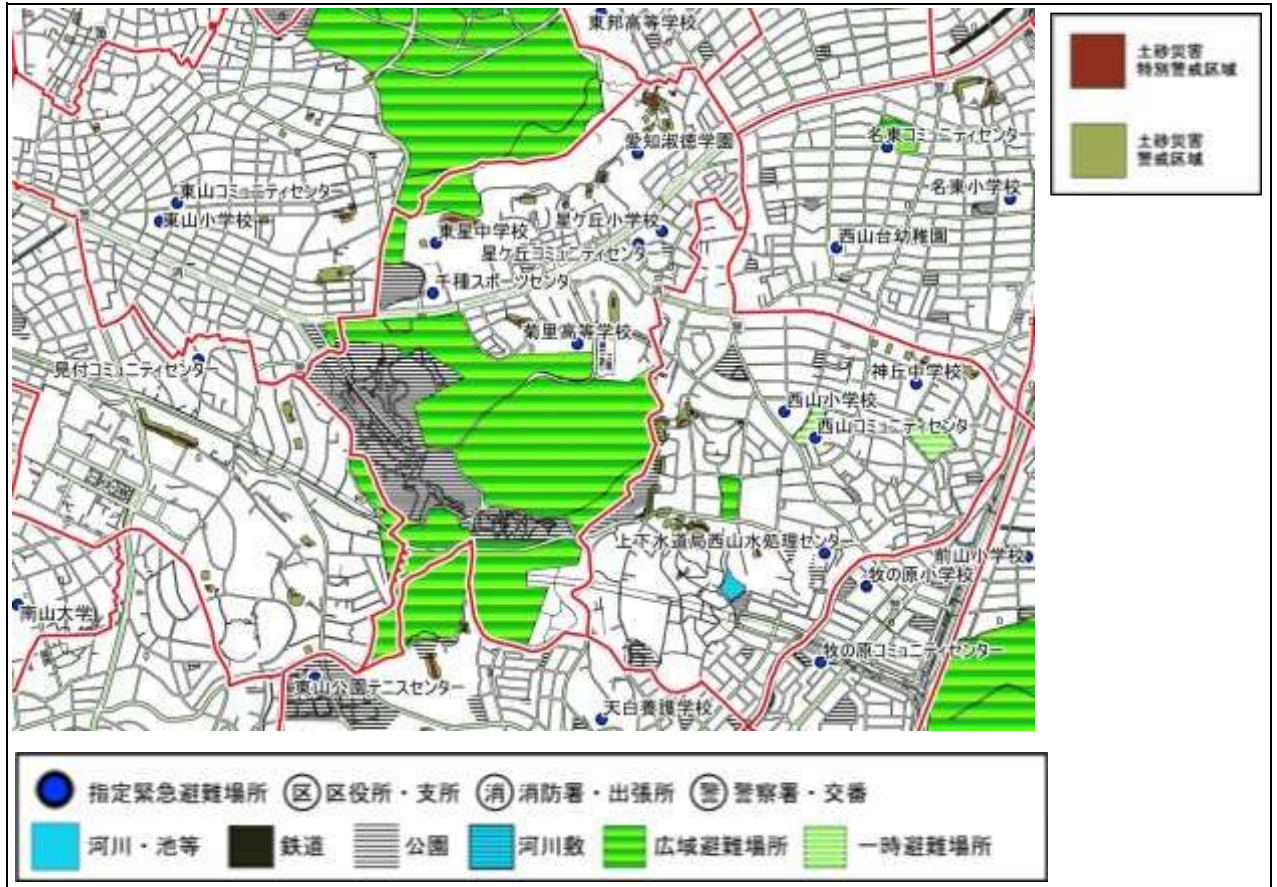 東邦高等学校
土砂災害
特別警戒区域
土砂災害
警戒区域
愛知淑徳学園
名東コミュニティセンター
名東小学校
東山コミュニティセンター
東山小学校
東星中学校
星ケ丘小学校
星ケ丘コミュニティセンター
西山台幼稚園
千種スポーツセンタ
菊里高等学校
見付コミュニティセンター
神丘中学校
西山小学校
西山コミュニティセンタ
上下水道局西山水処理センター
前山小学校
牧の原小学校
南山大学
牧の原コミュニティセンター
東山公園テニスセンター
天白養護学校
指定緊急避難場所 区 区役所・支所 消 消防署・出張所 警 警察署・交番
河川・池等 鉄道 公園 河川敷 広域避難場所 一時避難場所